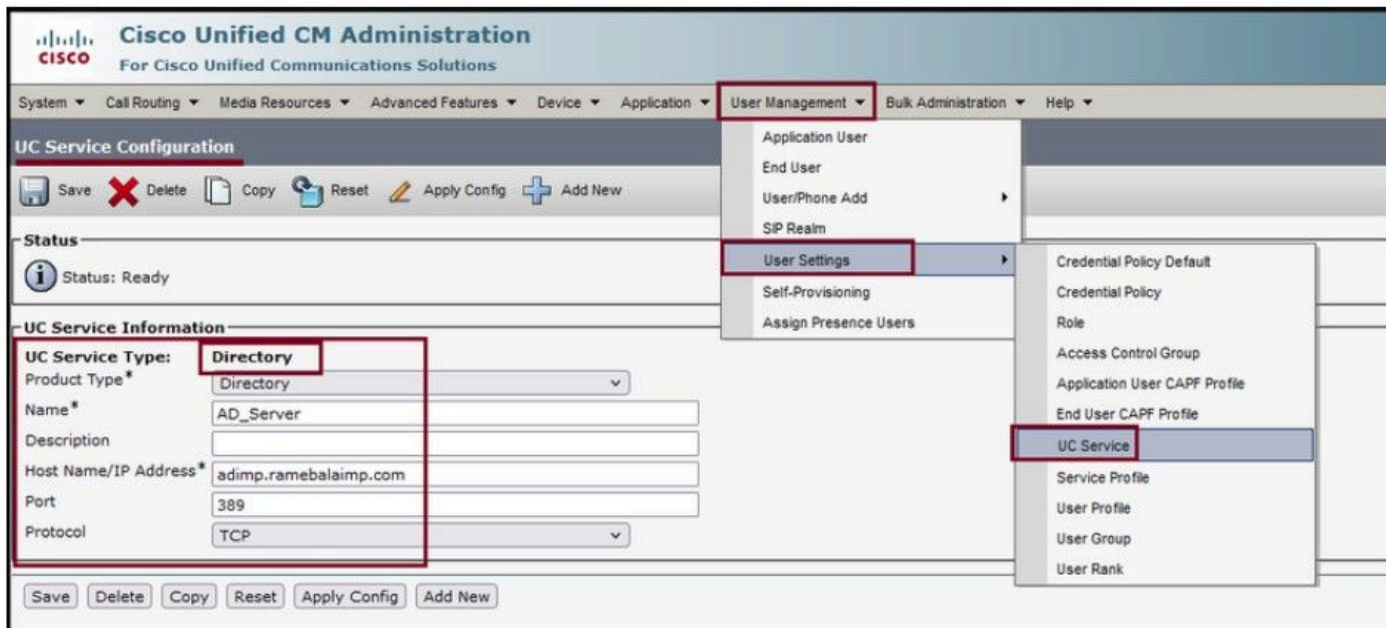 Cisco Unified CM Administration
CISCO
For Cisco Unified Communications Solutions
System Call Routing Media Resources Advanced Features Device Application User Management Bulk Administration Help
UC Service Configuration
Save Delete Copy Reset Apply Config Add New
Application User
End User
User/Phone Add
SIP Realm
User Settings
Self-Provisioning
Assign Presence Users
Credential Policy Default
Credential Policy
Role
Access Control Group
Application User CAPF Profile
End User CAPF Profile
UC Service
Service Profile
User Profile
User Group
User Rank
Status
i Status: Ready
UC Service Information
UC Service Type: Directory
Product Type* Directory
Name* AD_Server
Description
Host Name/IP Address* adimp.ramebalaimp.com
Port 389
Protocol TCP
Save Delete Copy Reset Apply Config Add New